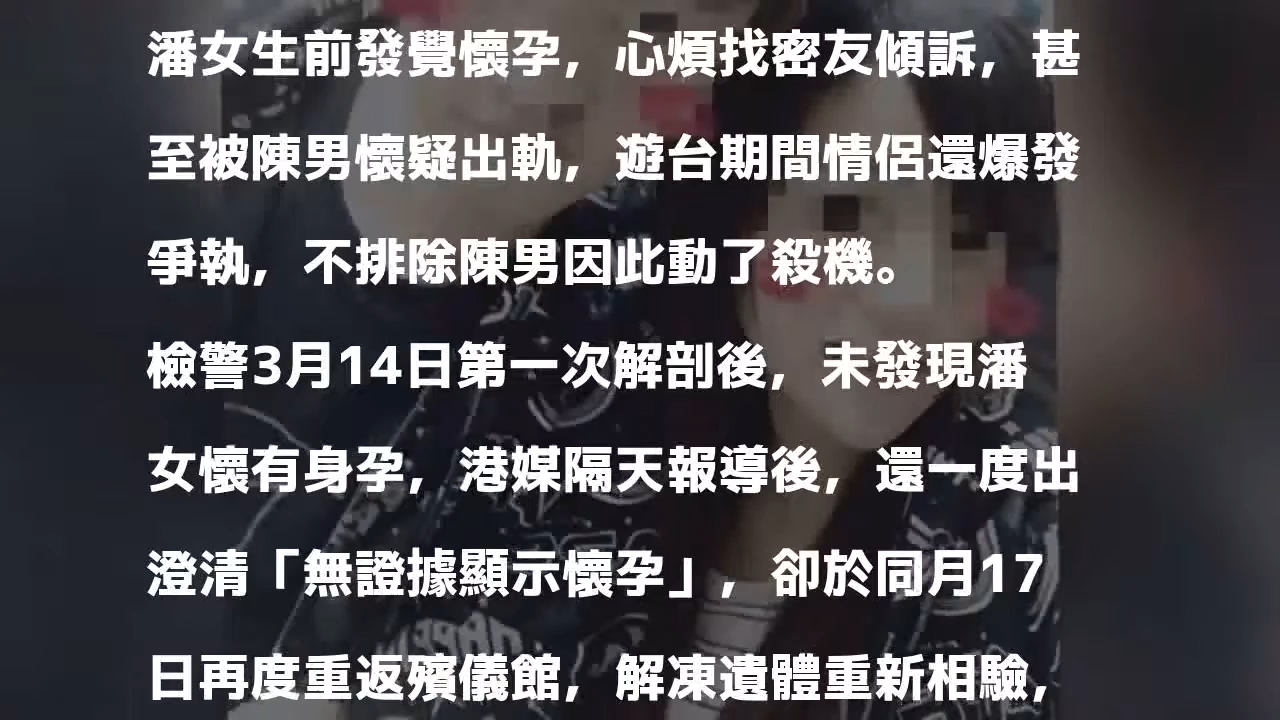 潘女生前發覺懷孕，心煩找密友傾訴，甚
至被陳男懷疑出軌，遊台期間情侶還爆發
爭執，不排除陳男因此動了殺機。
檢警3月14日第一次解剖後，未發現潘
女懷有身孕，港媒隔天報導後，還一度出
澄清「無證據顯示懷孕」，卻於同月17
日再度重返殯儀館，解凍遺體重新相驗，